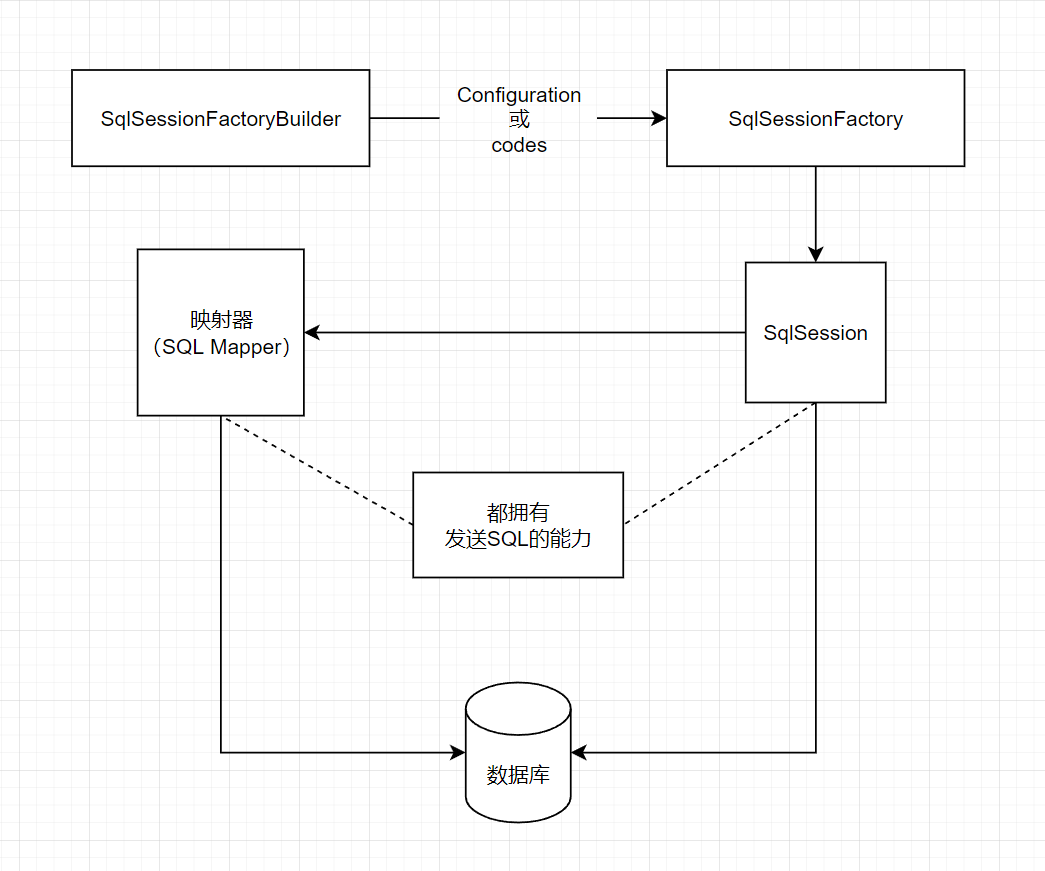 SqlSessionFactoryBuilder
Configuration
或
codes
SqlSessionFactory
映射器
（SQL Mapper）
SqlSession
都拥有
发送SQL的能力
数据库